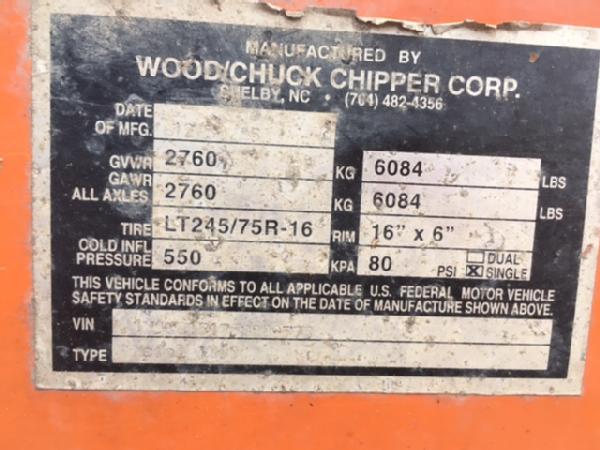 MANUFACTURED BY
WOOD/CHUCK CHIPPER CORP.
SHELBY, NC • (704) 482-4356
DATE OF MFG.
GVWR 2760 KG 6084 LBS
GAWR ALL AXLES 2760 KG 6084 LBS
TIRE LT245/75R-16 RIM 16" x 6"
COLD INFL PRESSURE 550 KPA 80 PSI DUAL SINGLE
THIS VEHICLE CONFORMS TO ALL APPLICABLE U.S. FEDERAL MOTOR VEHICLE
SAFETY STANDARDS IN EFFECT ON THE DATE OF MANUFACTURE SHOWN ABOVE.
VIN
TYPE